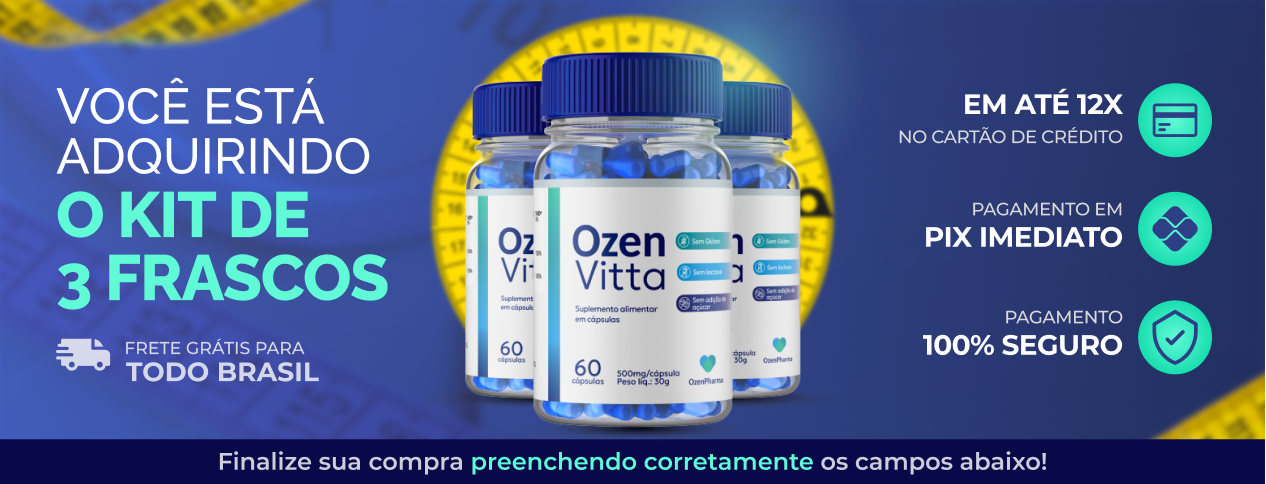 VOCÊ ESTÁ
ADQUIRINDO
O KIT DE
3 FRASCOS
FRETE GRÁTIS PARA
TODO BRASIL
Ozen
Vitta
Sem Glúten
Sem lactose
Sem adição de
açúcar
Suplemento alimentar
em cápsulas
60
cápsulas
500mg/cápsula
Peso liq.: 30g
OzenPharma
EM ATÉ 12X
NO CARTÃO DE CRÉDITO
PAGAMENTO EM
PIX IMEDIATO
PAGAMENTO
100% SEGURO
Finalize sua compra preenchendo corretamente os campos abaixo!